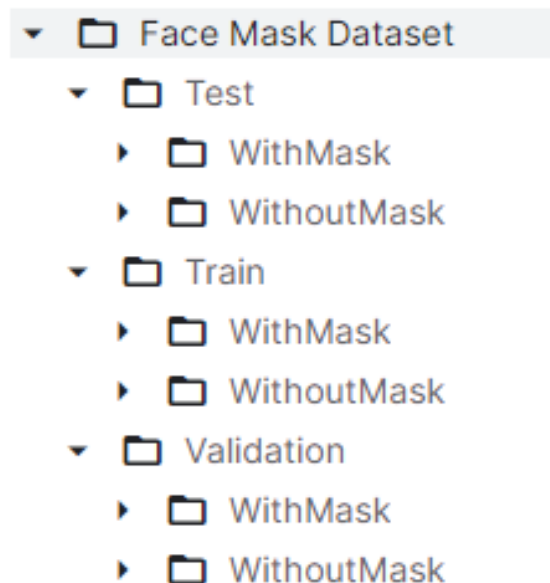 Face Mask Dataset
Test
WithMask
WithoutMask
Train
WithMask
WithoutMask
Validation
WithMask
WithoutMask